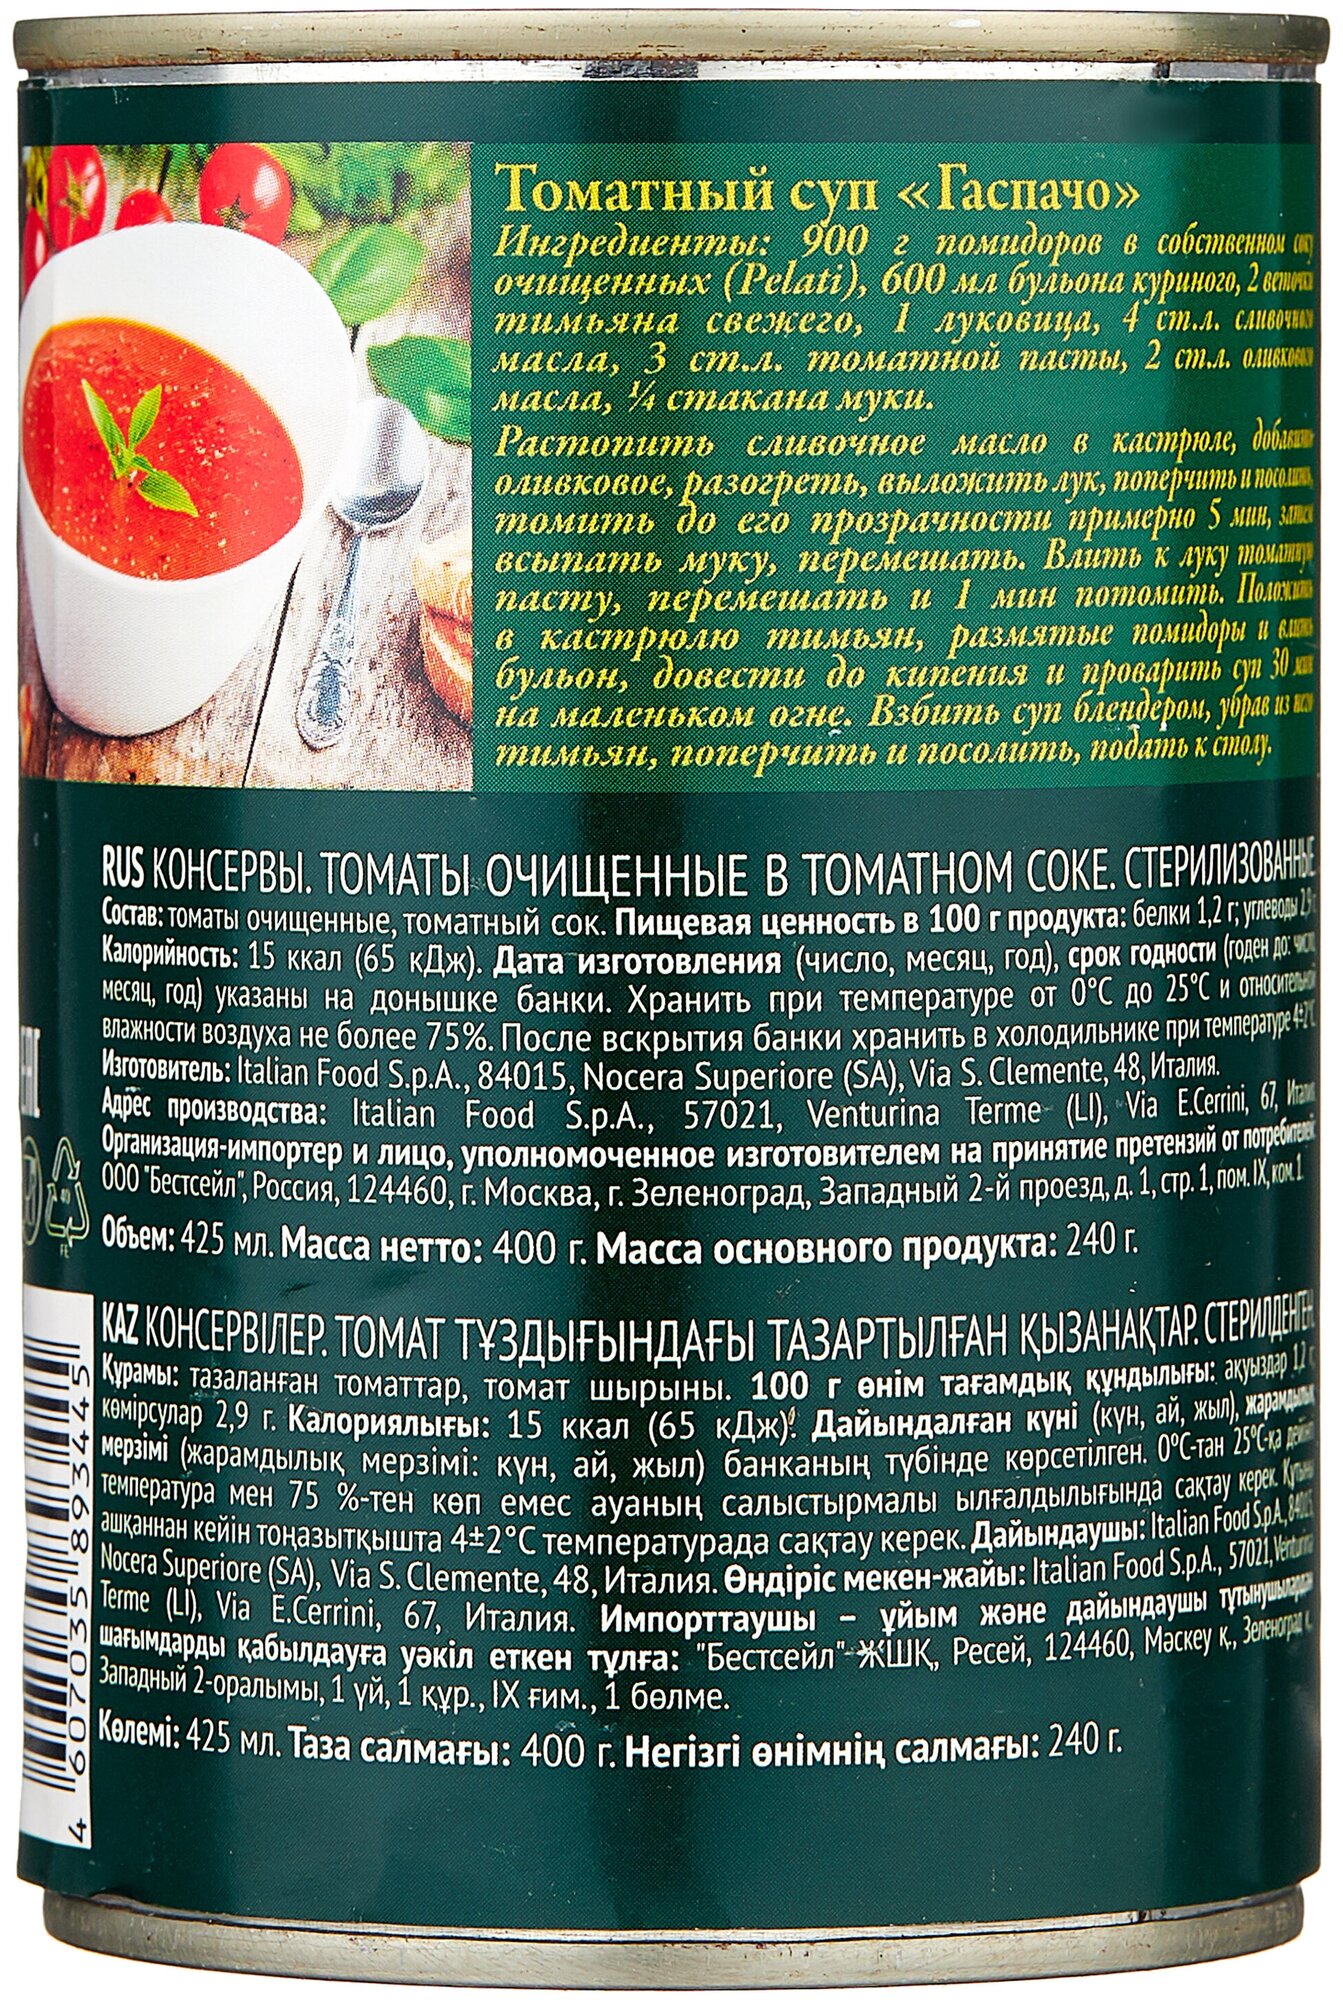 Томатный суп «Гаспачо»
Ингредиенты: 900 г помидоров в собственном соку
очищенных (Pelati), 600 мл бульона куриного, 2 веточки
тимьяна свежего, 1 луковица, 4 ст.л. сливочного
масла, 3 ст.л. томатной пасты, 2 ст.л. оливкового
масла, ¼ стакана муки.
Растопить сливочное масло в кастрюле, добавить
оливковое, разогреть, выложить лук, поперчить и посолить,
томить до его прозрачности примерно 5 мин, затем
всыпать муку, перемешать. Влить к луку томатную
пасту, перемешать и 1 мин потомить. Положить
в кастрюлю тимьян, размятые помидоры и влить
бульон, довести до кипения и проварить суп 30 мин
на маленьком огне. Взбить суп блендером, убрав из него
тимьян, поперчить и посолить, подать к столу.
RUS КОНСЕРВЫ. ТОМАТЫ ОЧИЩЕННЫЕ В ТОМАТНОМ СОКЕ. СТЕРИЛИЗОВАННЫЕ
Состав: томаты очищенные, томатный сок. Пищевая ценность в 100 г продукта: белки 1,2 г; углеводы 2,9 г.
Калорийность: 15 ккал (65 кДж). Дата изготовления (число, месяц, год), срок годности (годен до: число,
месяц, год) указаны на донышке банки. Хранить при температуре от 0°С до 25°С и относительной
влажности воздуха не более 75%. После вскрытия банки хранить в холодильнике при температуре 4±2°С.
Изготовитель: Italian Food S.p.A., 84015, Nocera Superiore (SA), Via S. Clemente, 48, Италия.
Адрес производства: Italian Food S.p.A., 57021, Venturina Terme (LI), Via E.Cerrini, 67, Италия.
Организация-импортер и лицо, уполномоченное изготовителем на принятие претензий от потребителей:
ООО "Бестсейл", Россия, 124460, г. Москва, г. Зеленоград, Западный 2-й проезд, д. 1, стр. 1, пом. IX, ком.1.
Объем: 425 мл. Масса нетто: 400 г. Масса основного продукта: 240 г.
40
FE
KAZ КОНСЕРВІЛЕР. ТОМАТ ТҰЗДЫҒЫНДАҒЫ ТАЗАРТЫЛҒАН ҚЫЗАНАҚТАР. СТЕРИЛДЕНГЕН.
Құрамы: тазаланған томаттар, томат шырыны. 100 г өнім тағамдық құндылығы: ақуыздар 1,2 г;
көмірсулар 2,9 г. Калориялығы: 15 ккал (65 кДж). Дайындалған күні (күн, ай, жыл), жарамдылық
мерзімі (жарамдылық мерзімі: күн, ай, жыл) банканың түбінде көрсетілген. 0°С-тан 25°С-қа дейінгі
температура мен 75 %-тен көп емес ауаның салыстырмалы ылғалдылығында сақтау керек. Құтыны
ашқаннан кейін тоңазытқышта 4±2°С температурада сақтау керек. Дайындаушы: Italian Food S.p.A., 84015,
Nocera Superiore (SA), Via S. Clemente, 48, Италия. Өндіріс мекен-жайы: Italian Food S.p.A., 57021, Venturina
Terme (LI), Via E.Cerrini, 67, Италия. Импорттаушы – ұйым және дайындаушы тұтынушылардан
шағымдарды қабылдауға уәкіл еткен тұлға: "Бестсейл" ЖШҚ, Ресей, 124460, Мәскеу қ., Зеленоград қ.,
Западный 2-оралымы, 1 үй, 1 құр., IX ғим., 1 бөлме.
Көлемі: 425 мл. Таза салмағы: 400 г. Негізгі өнімнің салмағы: 240 г.
4 607035 893445